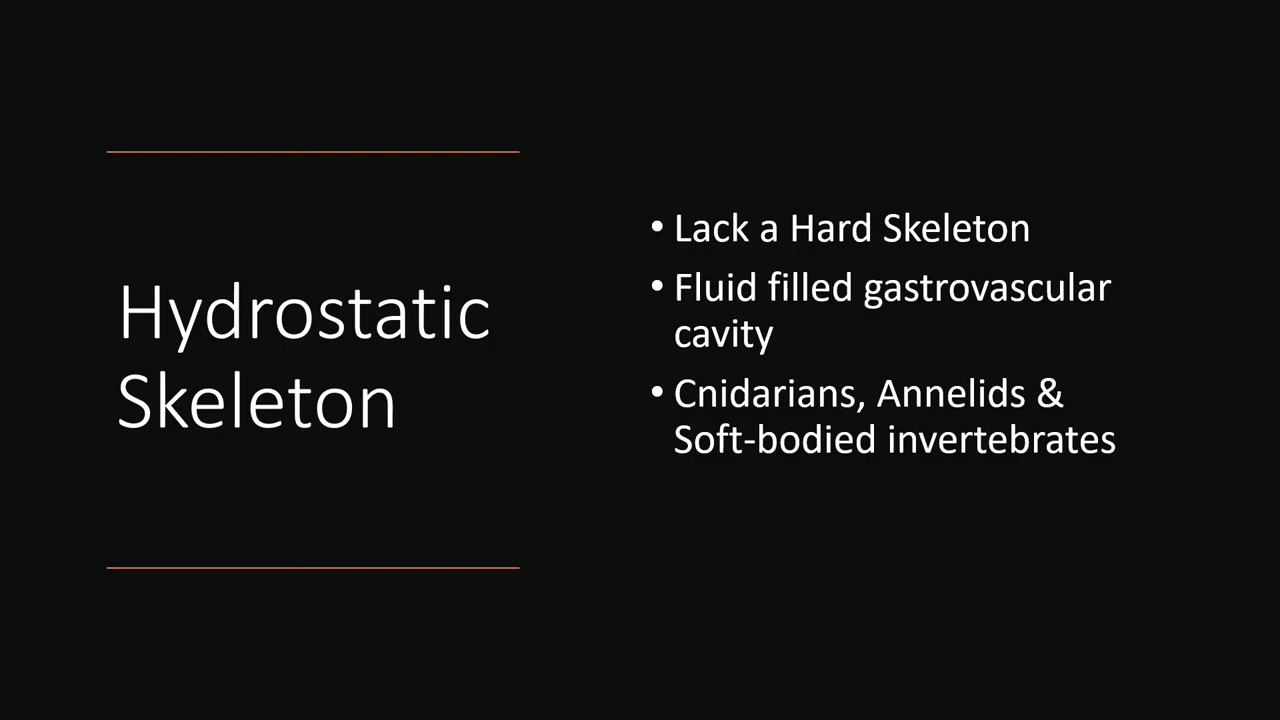 Hydrostatic
Skeleton
• Lack a Hard Skeleton
• Fluid filled gastrovascular
cavity
• Cnidarians, Annelids &
Soft-bodied invertebrates